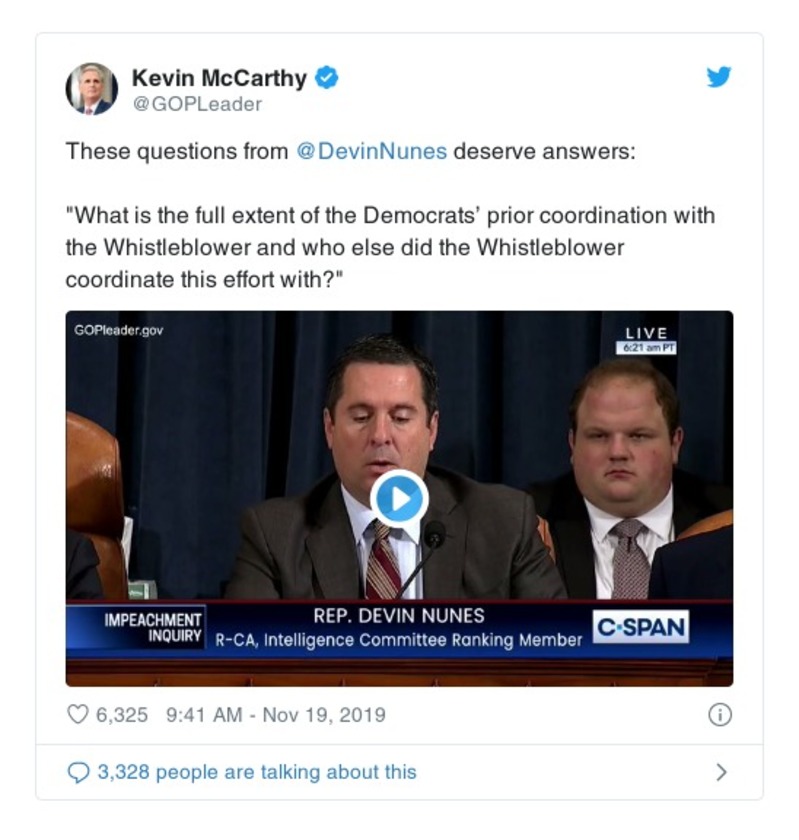 Kevin McCarthy
@GOPLeader
These questions from @DevinNunes deserve answers:
"What is the full extent of the Democrats’ prior coordination with
the Whistleblower and who else did the Whistleblower
coordinate this effort with?"
GOPleader.gov
LIVE
6:21 am PT
IMPEACHMENT
INQUIRY
REP. DEVIN NUNES
R-CA, Intelligence Committee Ranking Member
C-SPAN
6,325 9:41 AM - Nov 19, 2019
3,328 people are talking about this